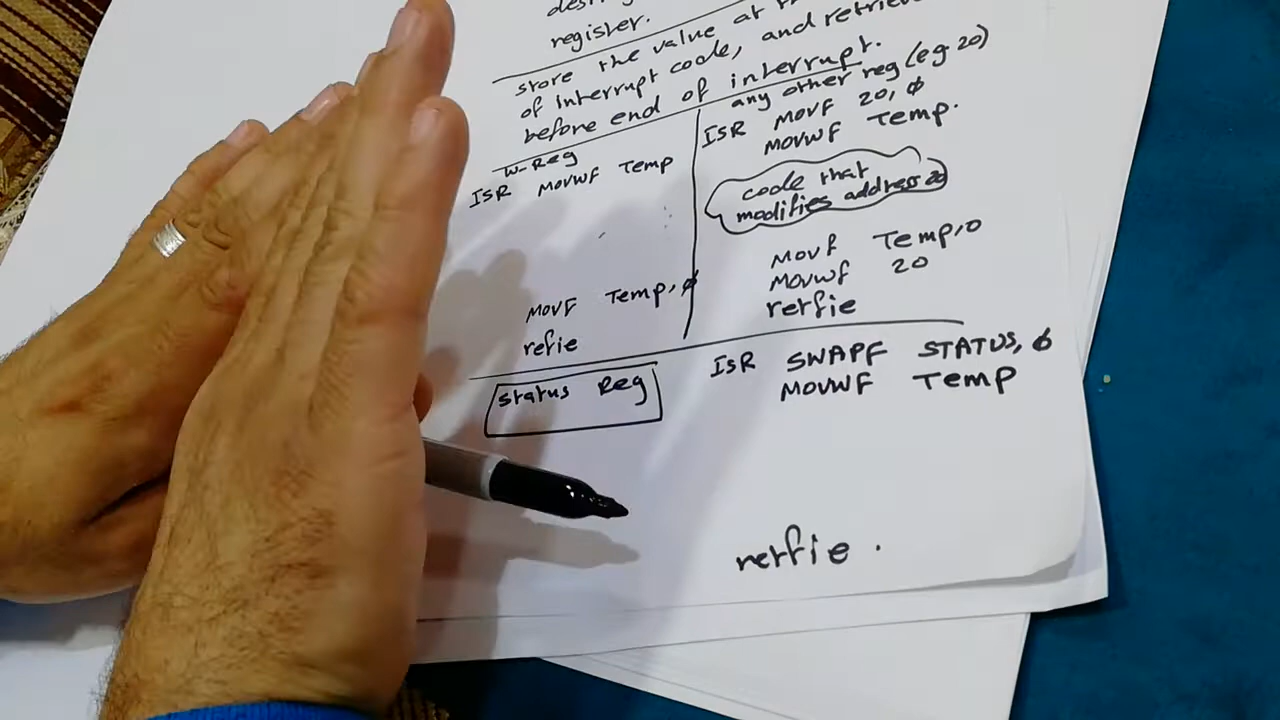 register.
store the value at
of interrupt code, and
before end of interrupt.
W-Reg
ISR MOVWF Temp
MOVF Temp, 0
refie
any other reg (eg 20)
ISR MOVF 20, 0
MOVWF Temp.
code that
modifies address 20
MOVF Temp,0
MOVWF 20
retfie
Status Reg
ISR SWAPF STATUS, 0
MOVWF Temp
retfie.